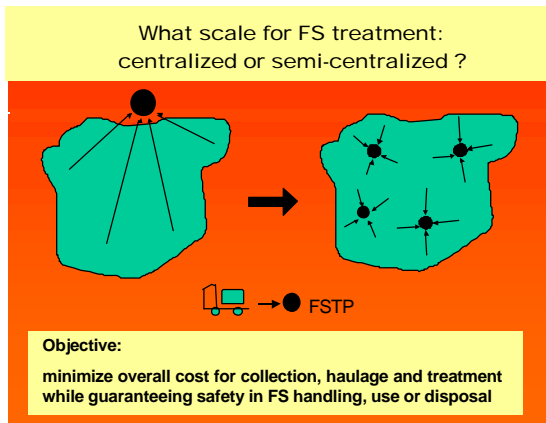 What scale for FS treatment:
centralized or semi-centralized ?
FSTP
Objective:
minimize overall cost for collection, haulage and treatment
while guaranteeing safety in FS handling, use or disposal